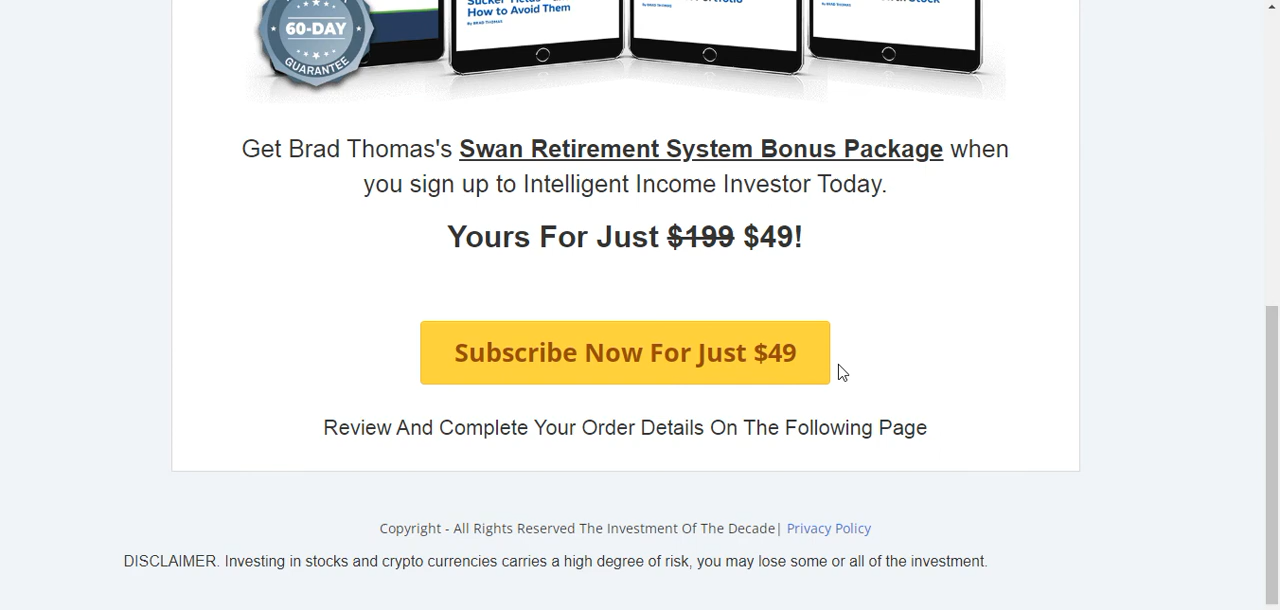 How to Avoid Them
By BRAD THOMAS
60-DAY
GUARANTEE
Get Brad Thomas's Swan Retirement System Bonus Package when
you sign up to Intelligent Income Investor Today.
Yours For Just $199 $49!
Subscribe Now For Just $49
Review And Complete Your Order Details On The Following Page
Copyright - All Rights Reserved The Investment Of The Decade| Privacy Policy
DISCLAIMER. Investing in stocks and crypto currencies carries a high degree of risk, you may lose some or all of the investment.